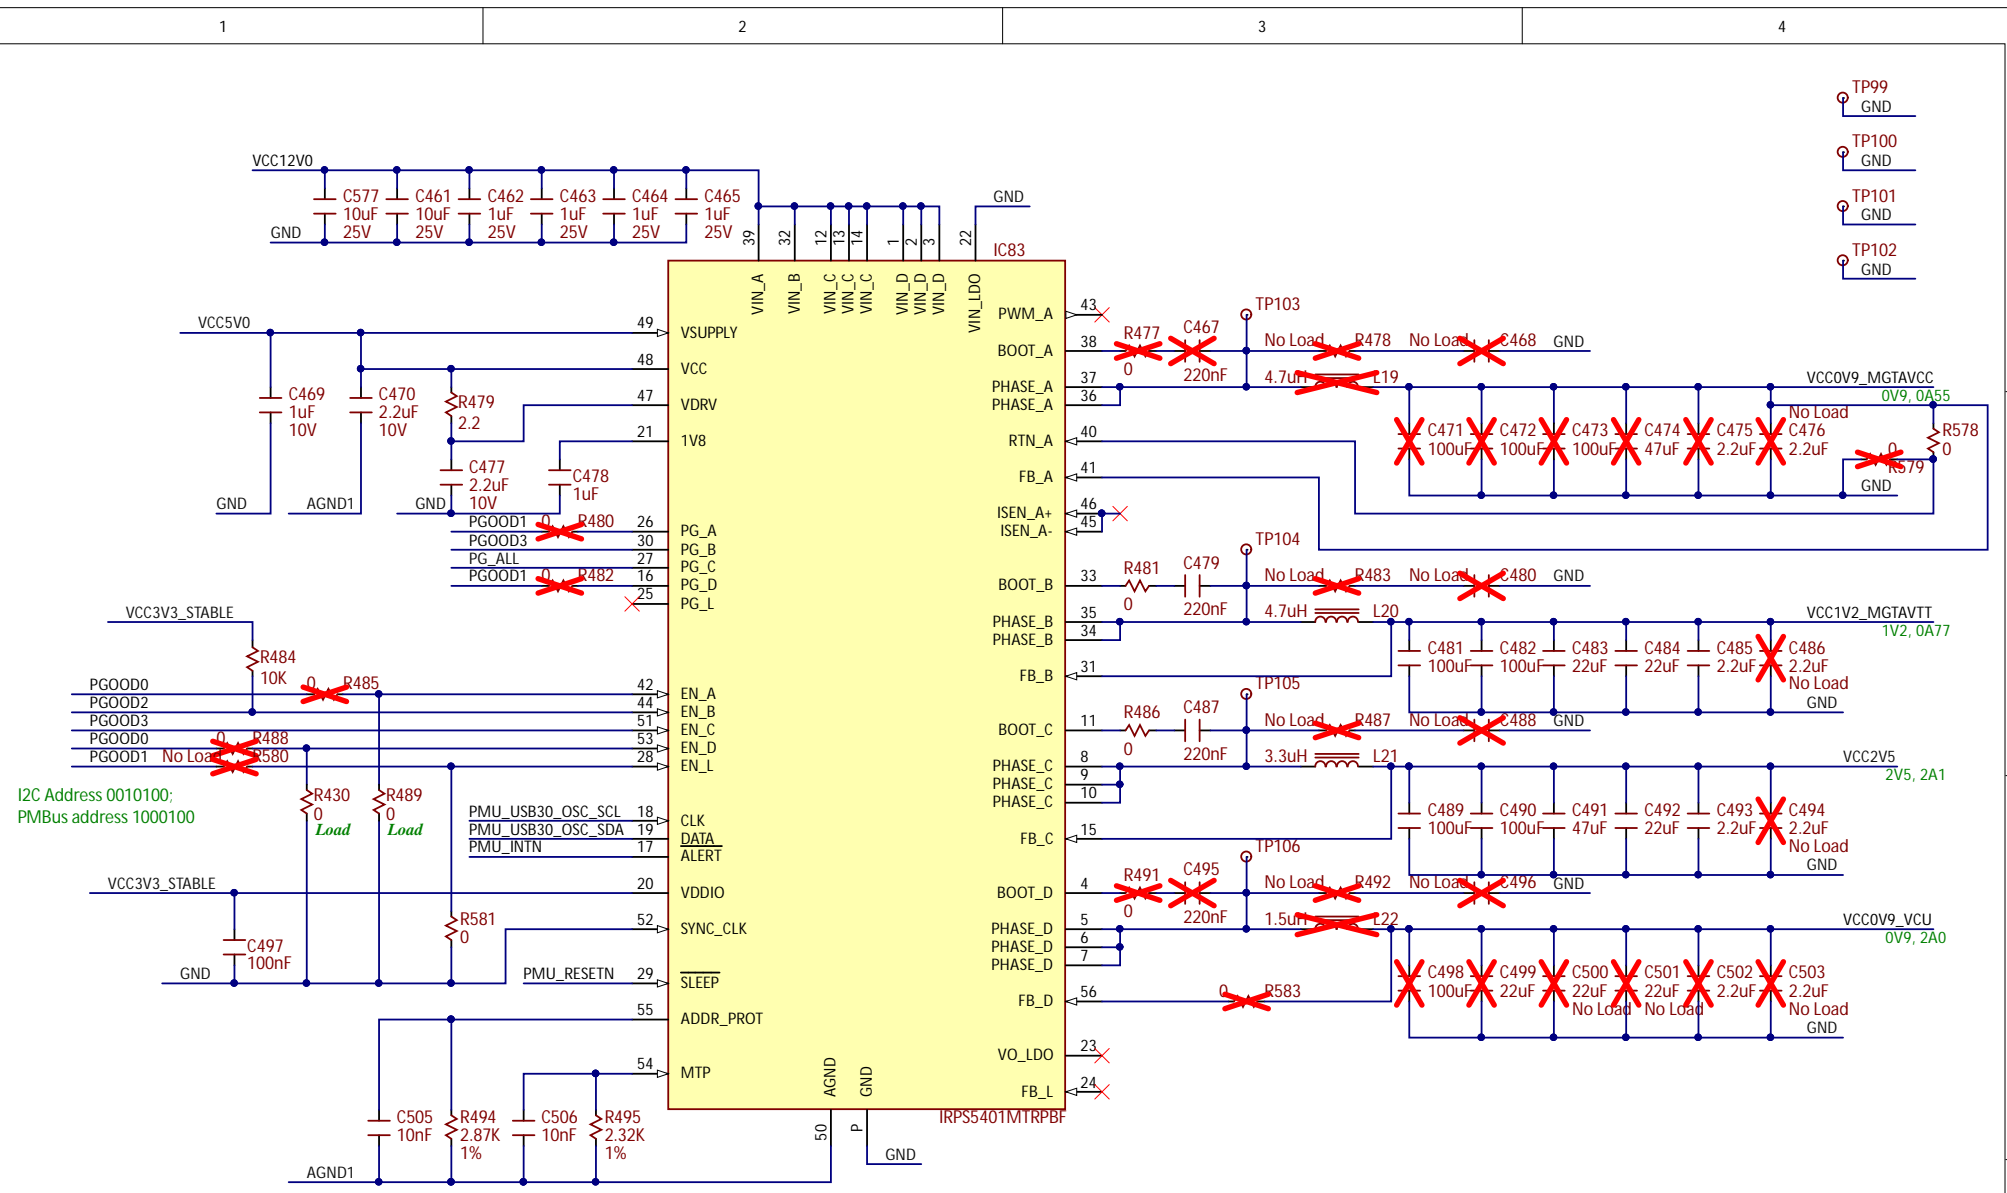 1 2 3 4
TP99
GND
TP100
GND
TP101
GND
TP102
GND
VCC12V0
C577 C461 C462 C463 C464 C465
10uF 10uF 1uF 1uF 1uF 1uF
25V 25V 25V 25V 25V 25V
GND
GND
39 32 12 13 14 1 2 3 22
IC83
VIN_A VIN_B VIN_C VIN_C VIN_C VIN_D VIN_D VIN_D VIN_LDO
VCC5V0
49 VSUPPLY
48 VCC
47 VDRV
21 1V8
C469
1uF
10V
C470
2.2uF
10V
R479
2.2
C477
2.2uF
10V
C478
1uF
GND AGND1 GND
PGOOD1 0 R480 26 PG_A
PGOOD3 30 PG_B
PG_ALL 27 PG_C
PGOOD1 0 R482 16 PG_D
25 PG_L
VCC3V3_STABLE
R484
10K
PGOOD0 0 R485 42 EN_A
PGOOD2 44 EN_B
PGOOD3 51 EN_C
PGOOD0 0 R488 53 EN_D
PGOOD1 No Load R580 28 EN_L
I2C Address 0010100;
PMBus address 1000100
R430
0
Load
R489
0
Load
PMU_USB30_OSC_SCL 18 CLK
PMU_USB30_OSC_SDA 19 DATA
PMU_INTN 17 ALERT
VCC3V3_STABLE 20 VDDIO
R581
0
52 SYNC_CLK
C497
100nF
GND
PMU_RESETN 29 SLEEP
55 ADDR_PROT
54 MTP
C505
10nF
R494
2.87K
1%
C506
10nF
R495
2.32K
1%
AGND1
AGND GND
50 P
GND
IRPS5401MTRPBF
PWM_A 43
TP103
BOOT_A 38 R477 0 C467 220nF No Load R478 No Load C468 GND
PHASE_A 37 4.7uH L19 VCC0V9_MGTAVCC
PHASE_A 36 0V9, 0A55
RTN_A 40
FB_A 41
No Load
C471 C472 C473 C474 C475 C476
100uF 100uF 100uF 47uF 2.2uF 2.2uF
R578
0
0
R579
GND
ISEN_A+ 46
ISEN_A- 45
TP104
BOOT_B 33 R481 0 C479 220nF No Load R483 No Load C480 GND
PHASE_B 35 4.7uH L20 VCC1V2_MGTAVTT
PHASE_B 34 1V2, 0A77
FB_B 31
C481 C482 C483 C484 C485 C486
100uF 100uF 22uF 22uF 2.2uF 2.2uF
No Load
GND
TP105
BOOT_C 11 R486 0 C487 220nF No Load R487 No Load C488 GND
PHASE_C 8 3.3uH L21 VCC2V5
PHASE_C 9 2V5, 2A1
PHASE_C 10
FB_C 15
C489 C490 C491 C492 C493 C494
100uF 100uF 47uF 22uF 2.2uF 2.2uF
No Load
GND
TP106
BOOT_D 4 R491 0 C495 220nF No Load R492 No Load C496 GND
PHASE_D 5 1.5uH L22 VCC0V9_VCU
PHASE_D 6 0V9, 2A0
PHASE_D 7
FB_D 56 0 R583
C498 C499 C500 C501 C502 C503
100uF 22uF 22uF 22uF 2.2uF 2.2uF
No Load No Load No Load
GND
VO_LDO 23
FB_L 24